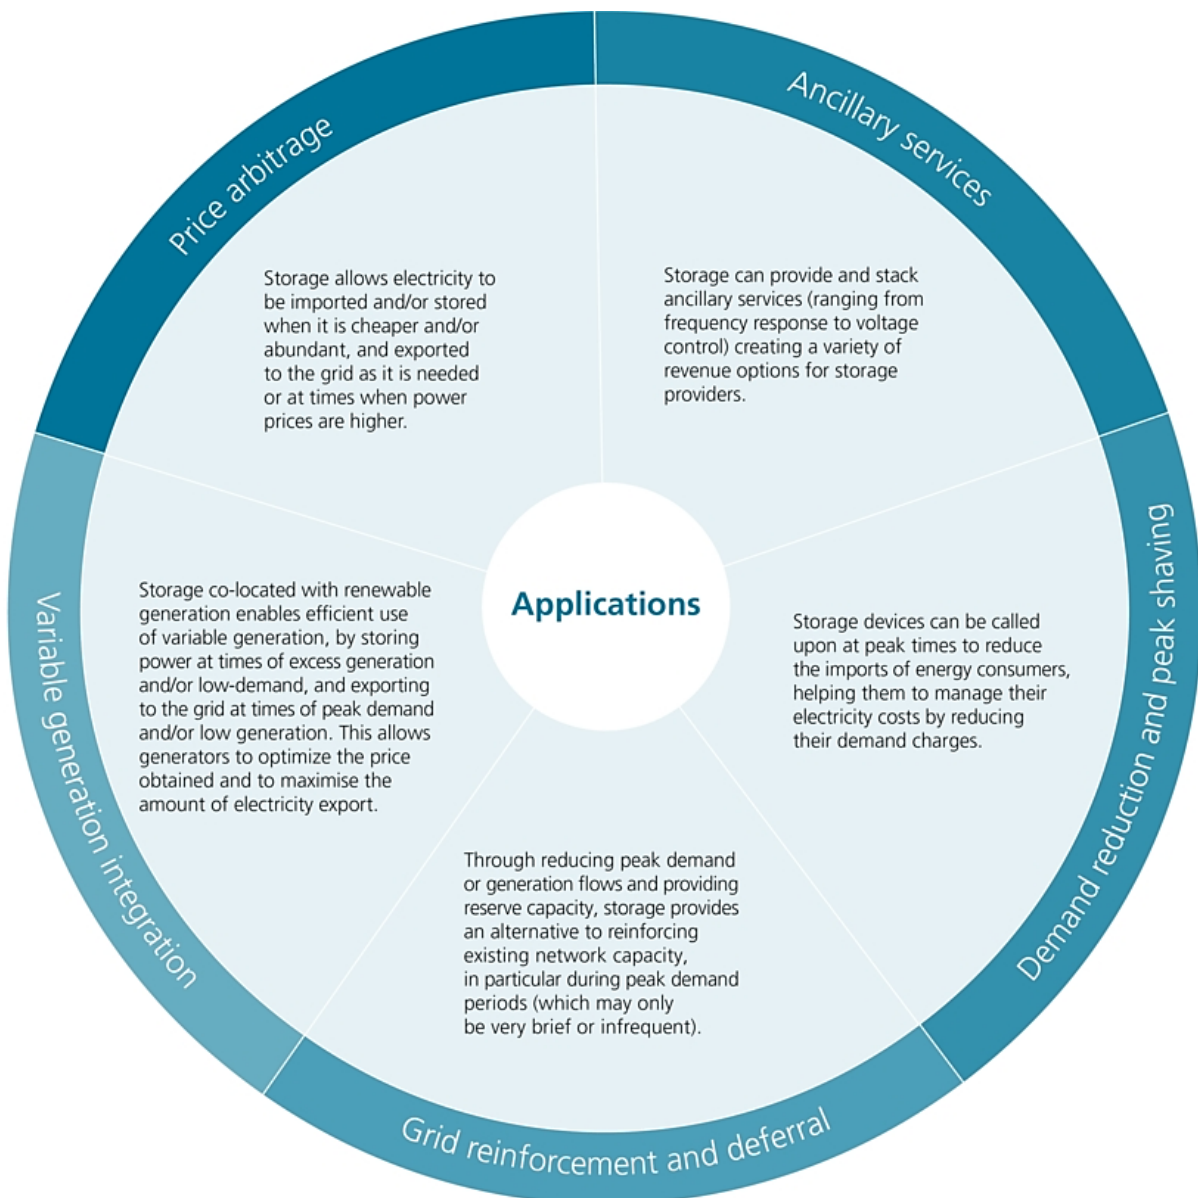 Applications
Price arbitrage
Storage allows electricity to
be imported and/or stored
when it is cheaper and/or
abundant, and exported
to the grid as it is needed
or at times when power
prices are higher.
Ancillary services
Storage can provide and stack
ancillary services (ranging from
frequency response to voltage
control) creating a variety of
revenue options for storage
providers.
Demand reduction and peak shaving
Storage devices can be called
upon at peak times to reduce
the imports of energy consumers,
helping them to manage their
electricity costs by reducing
their demand charges.
Grid reinforcement and deferral
Through reducing peak demand
or generation flows and providing
reserve capacity, storage provides
an alternative to reinforcing
existing network capacity,
in particular during peak demand
periods (which may only
be very brief or infrequent).
Variable generation integration
Storage co-located with renewable
generation enables efficient use
of variable generation, by storing
power at times of excess generation
and/or low-demand, and exporting
to the grid at times of peak demand
and/or low generation. This allows
generators to optimize the price
obtained and to maximise the
amount of electricity export.